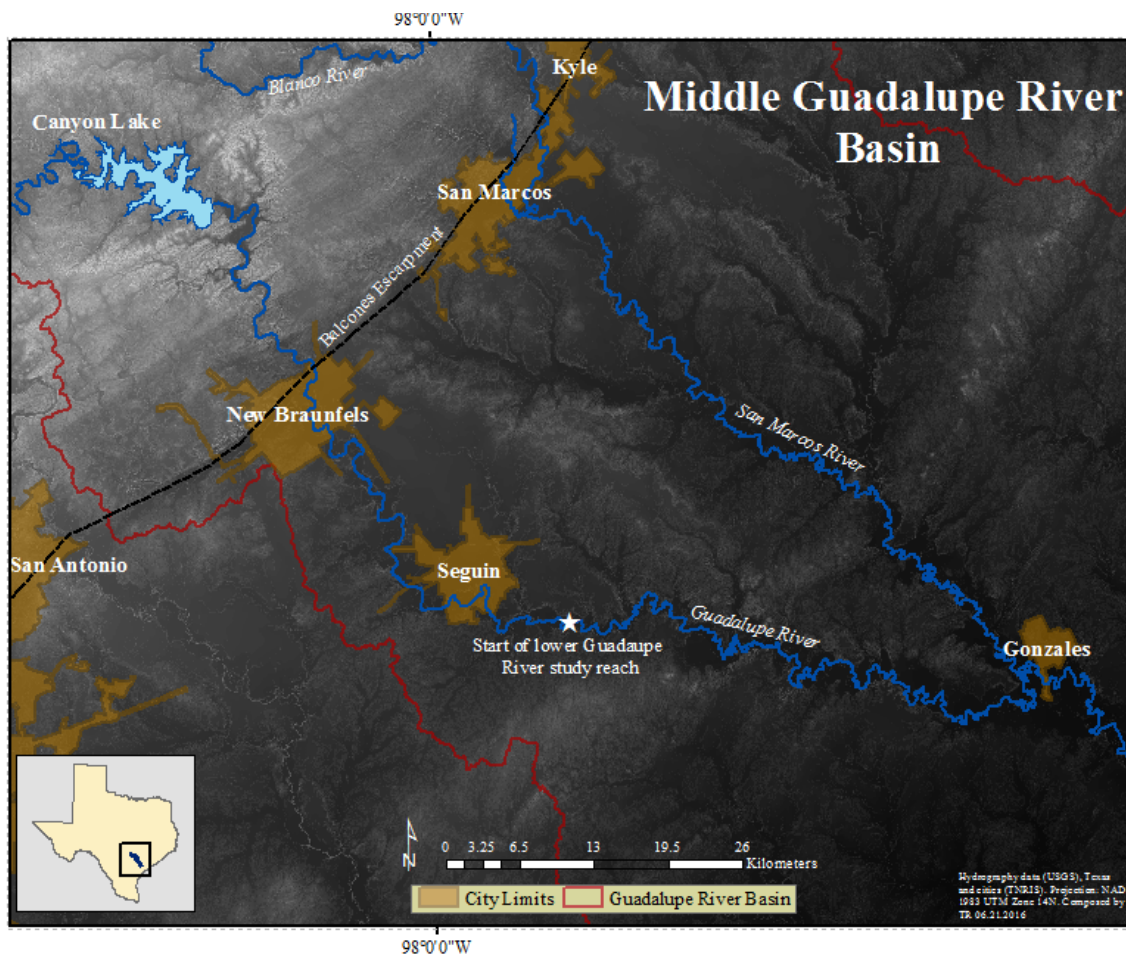 98°0'0"W
Kyle
Middle Guadalupe River
Basin
Blanco River
Canyon Lake
San Marcos
Balcones Escarpment
New Braunfels
San Marcos River
San Antonio
Seguin
Guadalupe River
Start of lower Guadaupe
River study reach
Gonzales
N
0 3.25 6.5 13 19.5 26
Kilometers
City Limits
Guadalupe River Basin
Hydrography data (USGS), Texas
and cities (TNRIS). Projection: NAD
1983 UTM Zone 14N. Composed by
TR 06.21.2016
98°0'0"W